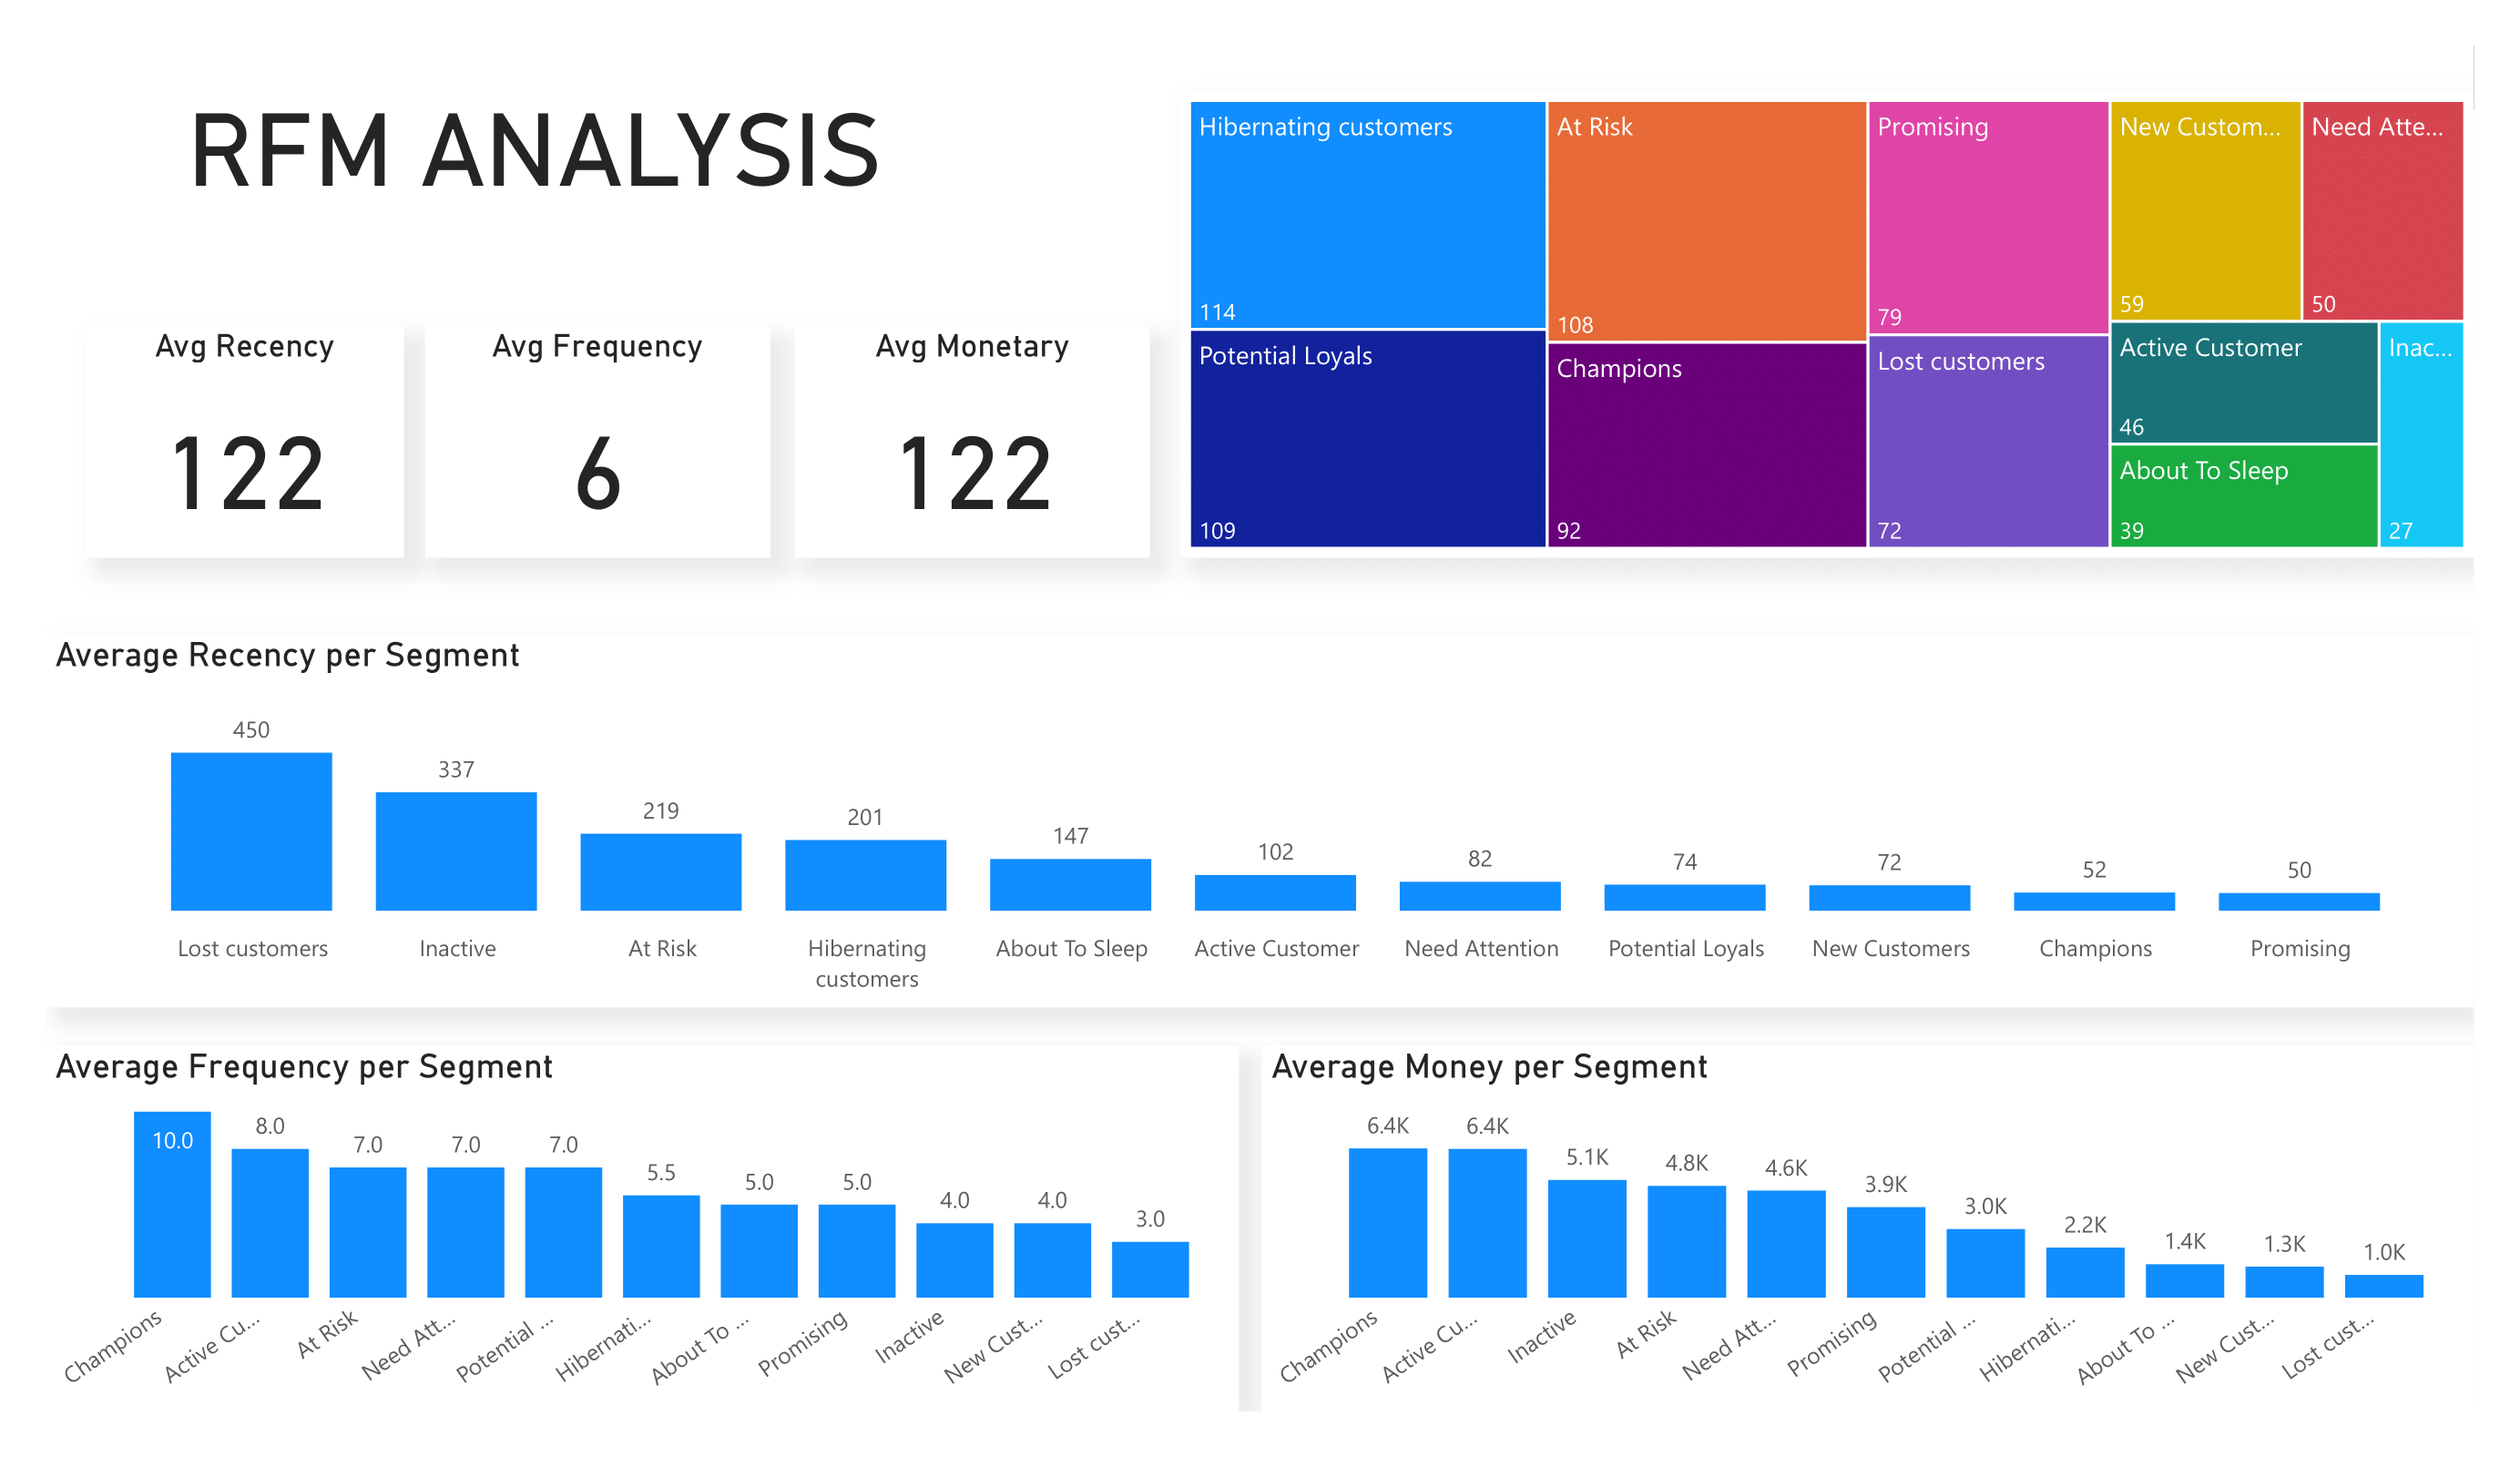 RFM ANALYSIS
Avg Recency
122
Avg Frequency
6
Avg Monetary
122
Hibernating customers
114
Potential Loyals
109
At Risk
108
Champions
92
Promising
79
Lost customers
72
New Custom...
59
Need Atte...
50
Active Customer
46
About To Sleep
39
Inac...
27
Average Recency per Segment
450
337
219
201
147
102
82
74
72
52
50
Lost customers
Inactive
At Risk
Hibernating
customers
About To Sleep
Active Customer
Need Attention
Potential Loyals
New Customers
Champions
Promising
Average Frequency per Segment
10.0
8.0
7.0
7.0
7.0
5.5
5.0
5.0
4.0
4.0
3.0
Champions
Active Cu...
At Risk
Need Att...
Potential ...
Hibernati...
About To ...
Promising
Inactive
New Cust...
Lost cust...
Average Money per Segment
6.4K
6.4K
5.1K
4.8K
4.6K
3.9K
3.0K
2.2K
1.4K
1.3K
1.0K
Champions
Active Cu...
Inactive
At Risk
Need Att...
Promising
Potential ...
Hibernati...
About To ...
New Cust...
Lost cust...